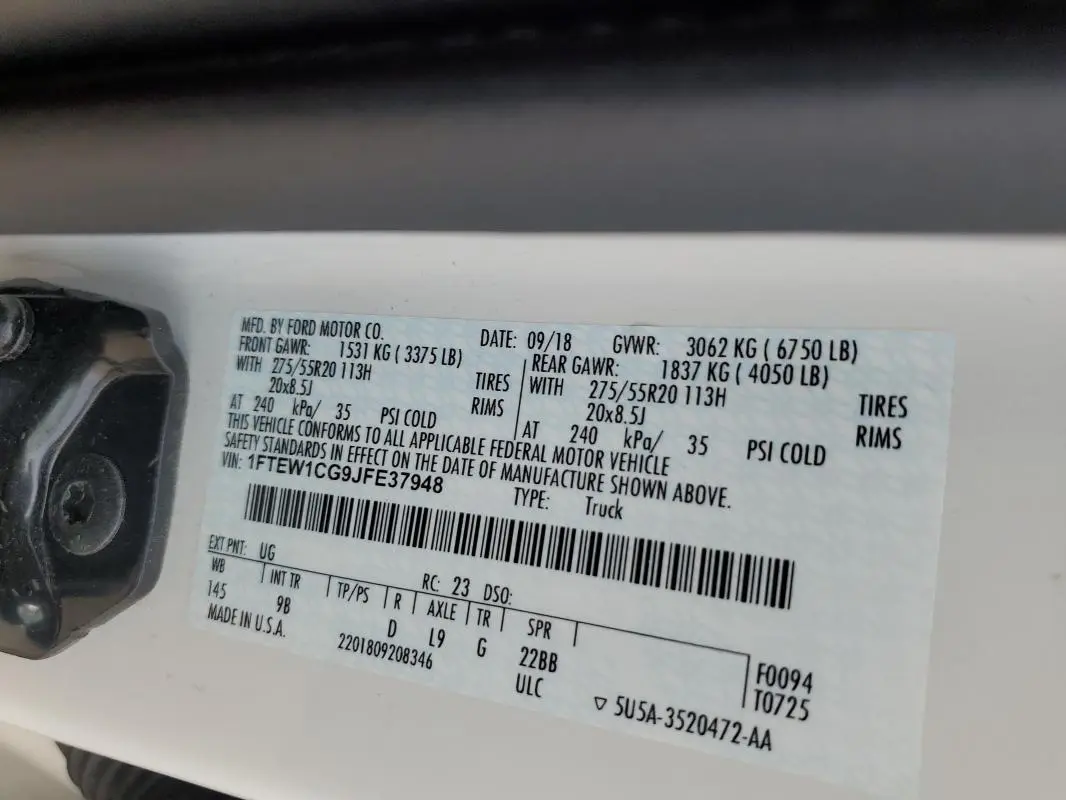 MFD. BY FORD MOTOR CO. DATE: 09/18 GVWR: 3062 KG ( 6750 LB)
FRONT GAWR: 1531 KG ( 3375 LB) REAR GAWR: 1837 KG ( 4050 LB)
WITH 275/55R20 113H TIRES WITH 275/55R20 113H TIRES
20x8.5J RIMS 20x8.5J RIMS
AT 240 kPa/ 35 PSI COLD AT 240 kPa/ 35 PSI COLD
THIS VEHICLE CONFORMS TO ALL APPLICABLE FEDERAL MOTOR VEHICLE
SAFETY STANDARDS IN EFFECT ON THE DATE OF MANUFACTURE SHOWN ABOVE.
VIN: 1FTEW1CG9JFE37948 TYPE: Truck
EXT PNT: UG RC: 23 DSO:
WB INT TR TP/PS R AXLE TR SPR
145 9B D L9 G 22BB F0094
MADE IN U.S.A. 2201809208346 ULC T0725
▽ 5U5A-3520472-AA